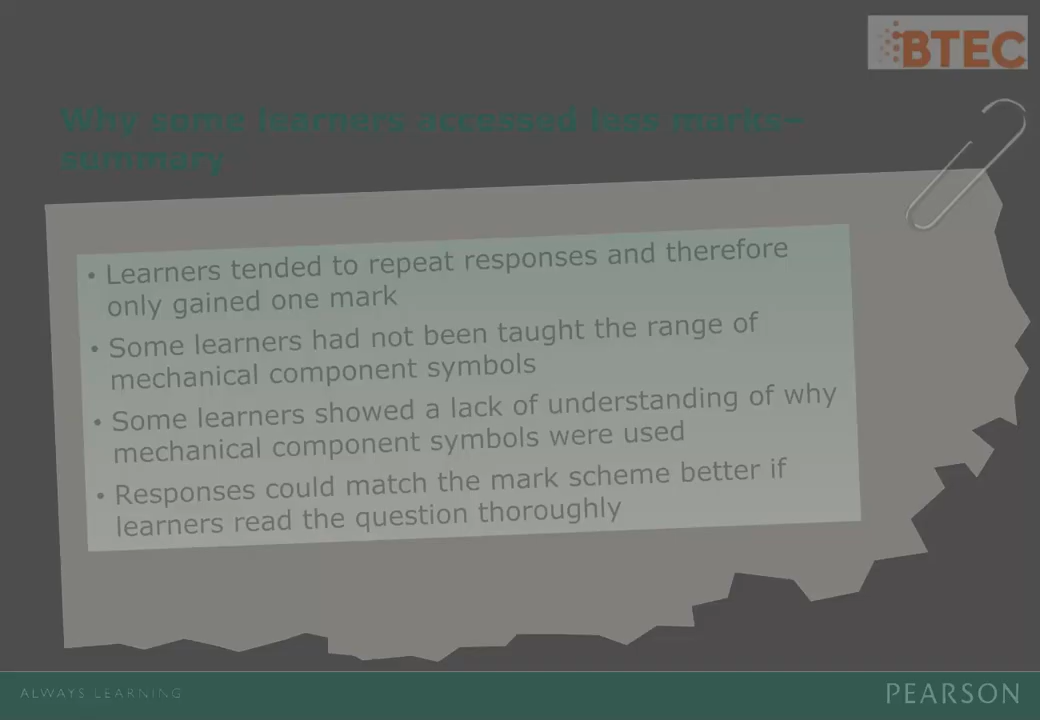 BTEC
Why some learners accessed less marks–
summary
• Learners tended to repeat responses and therefore
only gained one mark
• Some learners had not been taught the range of
mechanical component symbols
• Some learners showed a lack of understanding of why
mechanical component symbols were used
• Responses could match the mark scheme better if
learners read the question thoroughly
ALWAYS LEARNING
PEARSON